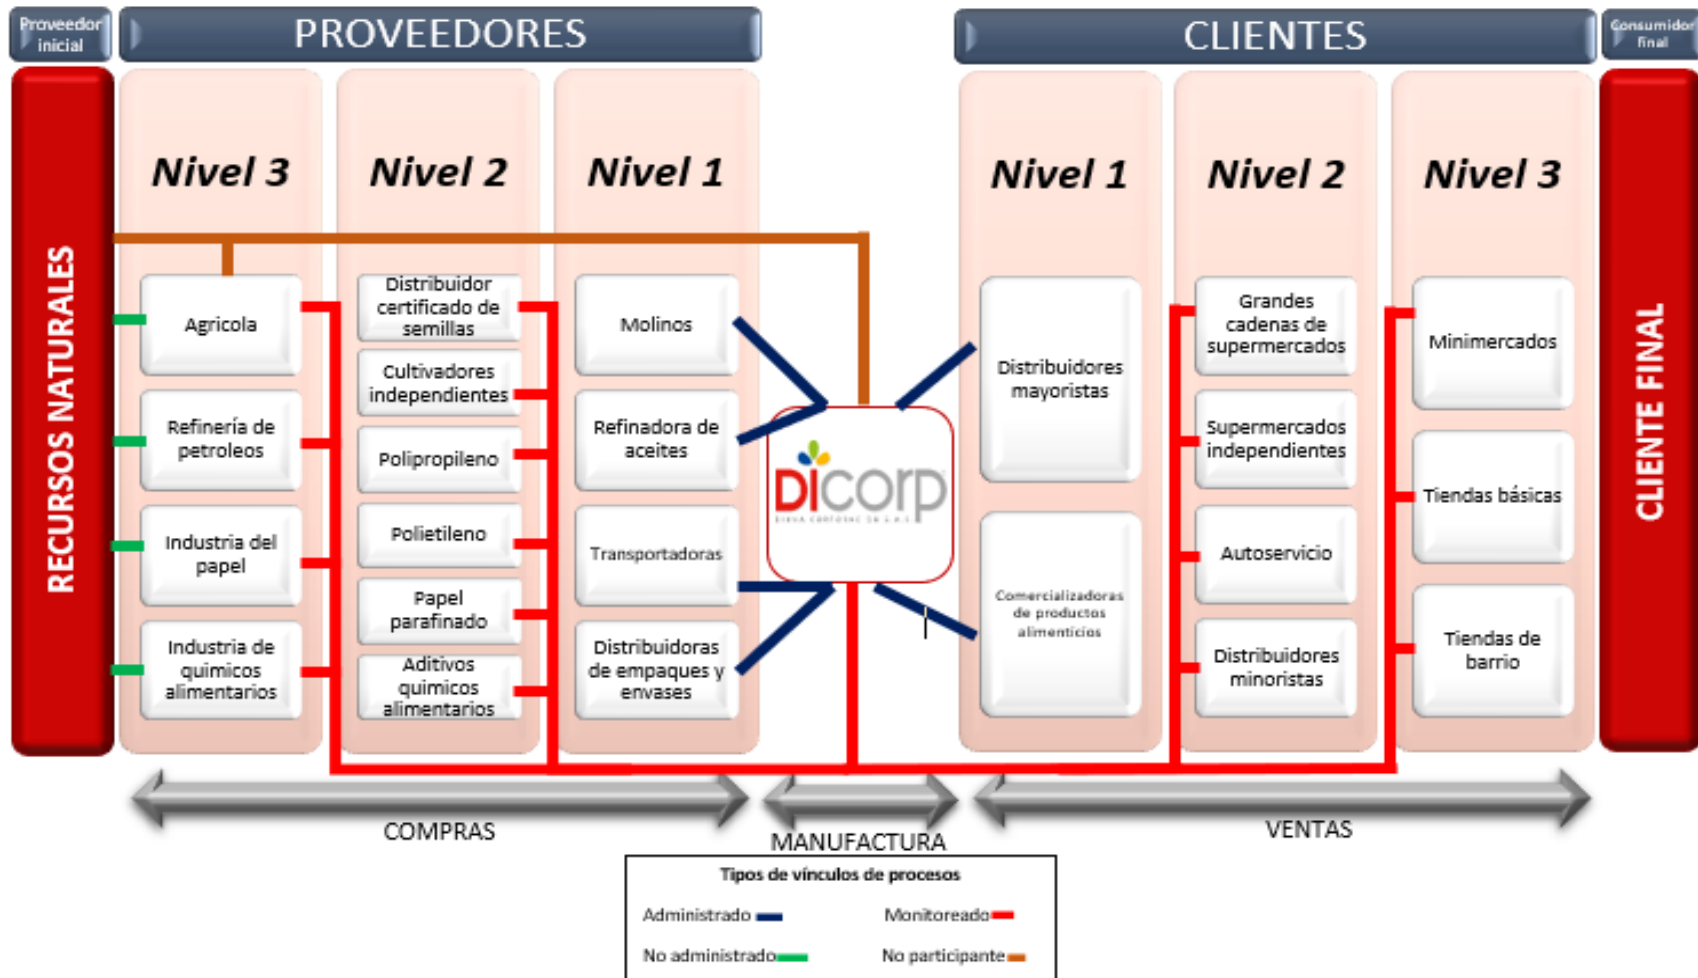 Proveedor
inicial
PROVEEDORES
CLIENTES
Consumidor
final
RECURSOS NATURALES
Nivel 3
Nivel 2
Nivel 1
Nivel 1
Nivel 2
Nivel 3
CLIENTE FINAL
Agricola
Refinería de
petroleos
Industria del
papel
Industria de
quimicos
alimentarios
Distribuidor
certificado de
semillas
Cultivadores
independientes
Polipropileno
Polietileno
Papel
parafinado
Aditivos
quimicos
alimentarios
Molinos
Refinadora de
aceites
Transportadoras
Distribuidoras
de empaques y
envases
Dicorp
Distribuidores
mayoristas
Comercializadoras
de productos
alimenticios
Grandes
cadenas de
supermercados
Supermercados
independientes
Autoservicio
Distribuidores
minoristas
Minimercados
Tiendas básicas
Tiendas de
barrio
COMPRAS
MANUFACTURA
VENTAS
Tipos de vínculos de procesos
Administrado
Monitoreado
No administrado
No participante